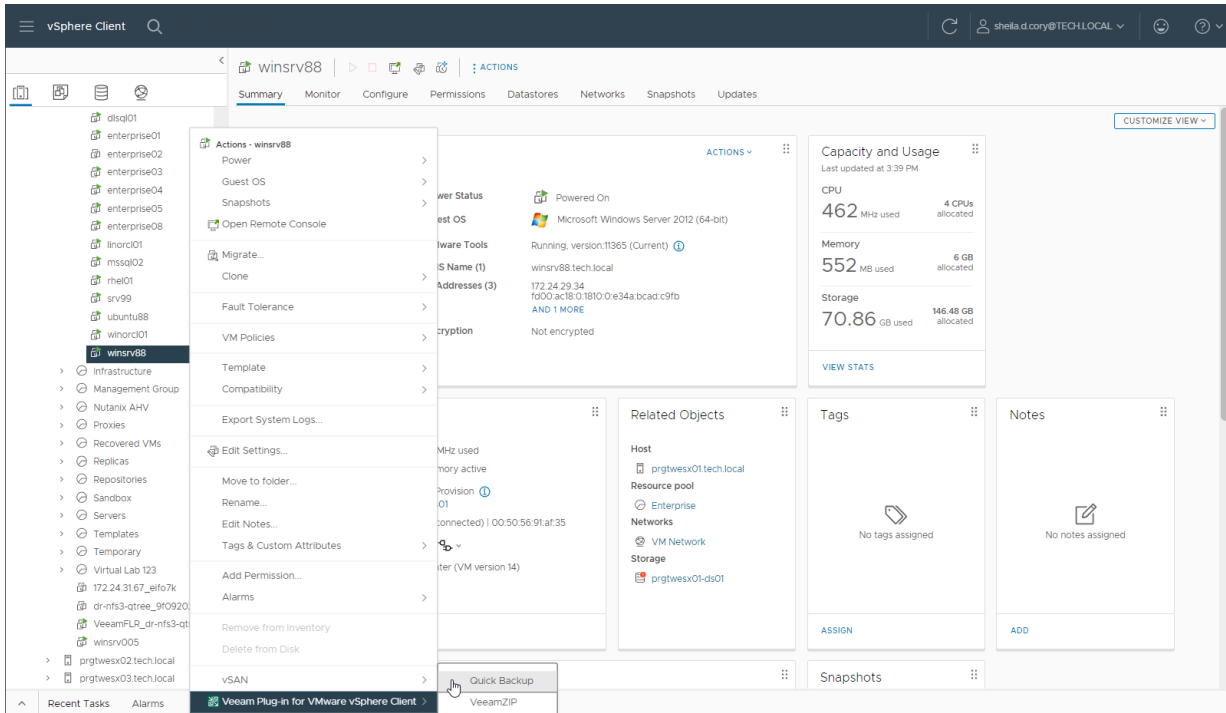 vSphere Client
sheila.d.cory@TECH.LOCAL
winsrv88
ACTIONS
Summary Monitor Configure Permissions Datastores Networks Snapshots Updates
CUSTOMIZE VIEW
dlsql01
enterprise01
enterprise02
enterprise03
enterprise04
enterprise05
enterprise08
linorcl01
mssql02
rhel01
srv99
ubuntu88
winorcl01
winsrv88
Infrastructure
Management Group
Nutanix AHV
Proxies
Recovered VMs
Replicas
Repositories
Sandbox
Servers
Templates
Temporary
Virtual Lab 123
172.24.31.67_eifo7k
dr-nfs3-qtree_9f0920
VeeamFLR_dr-nfs3-qt
winsrv005
prgtwesx02.tech.local
prgtwesx03.tech.local
Actions - winsrv88
Power
Guest OS
Snapshots
Open Remote Console
Migrate...
Clone
Fault Tolerance
VM Policies
Template
Compatibility
Export System Logs...
Edit Settings...
Move to folder...
Rename...
Edit Notes...
Tags & Custom Attributes
Add Permission...
Alarms
Remove from Inventory
Delete from Disk
vSAN
Veeam Plug-in for VMware vSphere Client
Quick Backup
VeeamZIP
ACTIONS
wer Status Powered On
est OS Microsoft Windows Server 2012 (64-bit)
ware Tools Running, version:11365 (Current)
S Name (1) winsrv88.tech.local
Addresses (3) 172.24.29.34
fd00:ac18:0:1810:0:e34a:bcad:c9fb
AND 1 MORE
cryption Not encrypted
Capacity and Usage
Last updated at 3:39 PM
CPU
462 MHz used
4 CPUs
allocated
Memory
552 MB used
6 GB
allocated
Storage
70.86 GB used
146.48 GB
allocated
VIEW STATS
MHz used
mory active
Provision
01
connected) | 00:50:56:91:af:35
ter (VM version 14)
Related Objects
Host
prgtwesx01.tech.local
Resource pool
Enterprise
Networks
VM Network
Storage
prgtwesx01-ds01
Tags
No tags assigned
ASSIGN
Notes
No notes assigned
ADD
Snapshots
Recent Tasks Alarms